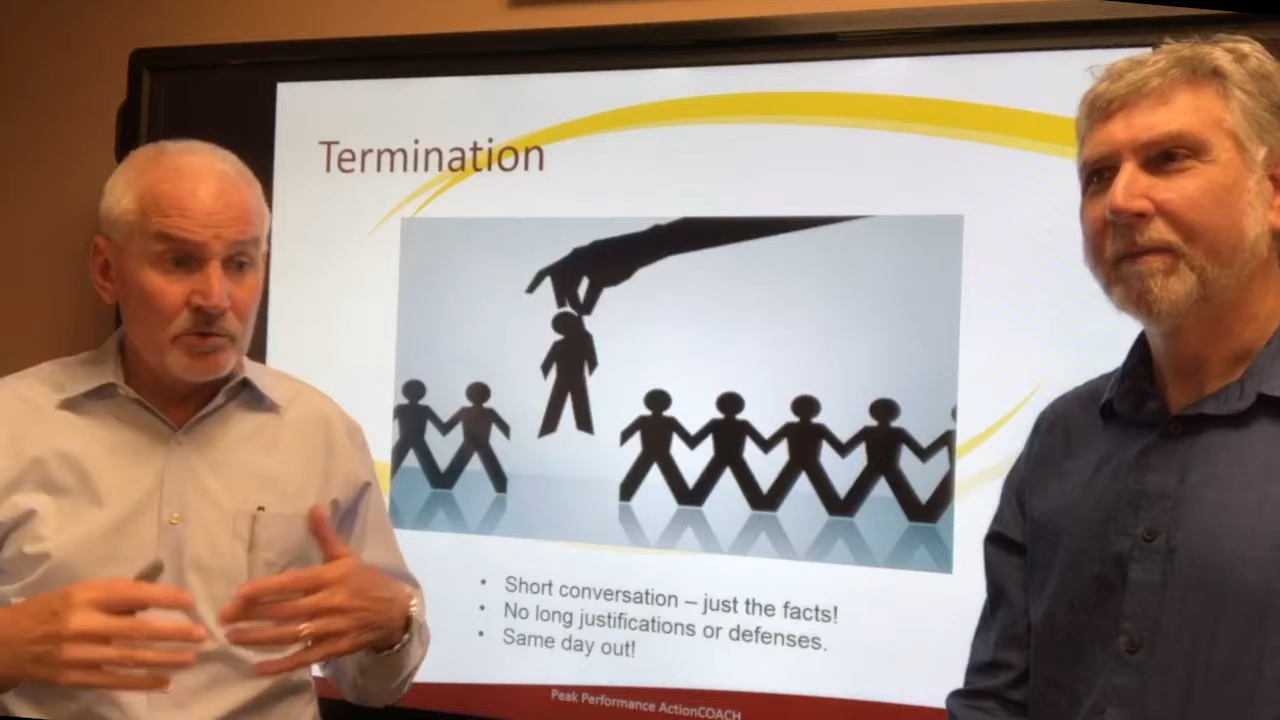 Termination
• Short conversation – just the facts!
• No long justifications or defenses.
• Same day out!
Peak Performance ActionCOACH